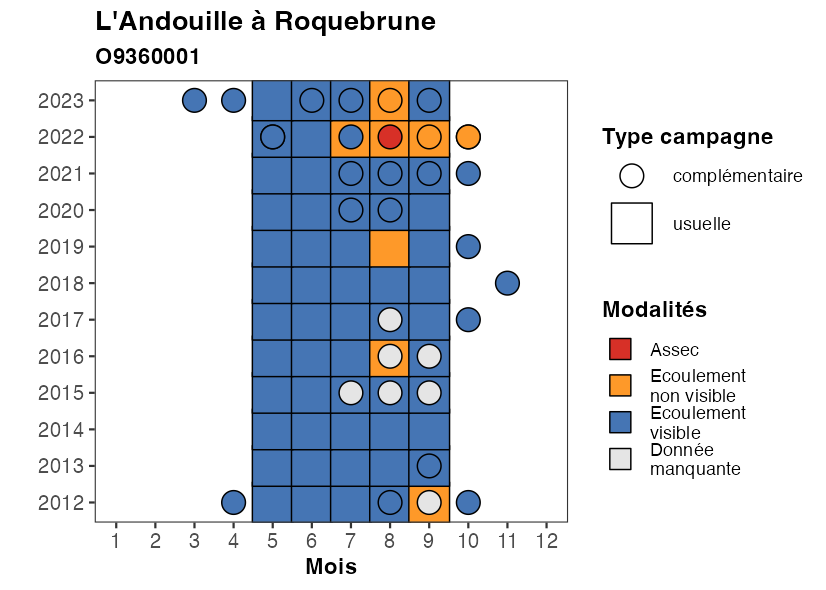 L'Andouille à Roquebrune
O9360001
2023
2022
2021
2020
2019
2018
2017
2016
2015
2014
2013
2012
1 2 3 4 5 6 7 8 9 10 11 12
Mois
Type campagne
complémentaire
usuelle
Modalités
Assec
Ecoulement
non visible
Ecoulement
visible
Donnée
manquante